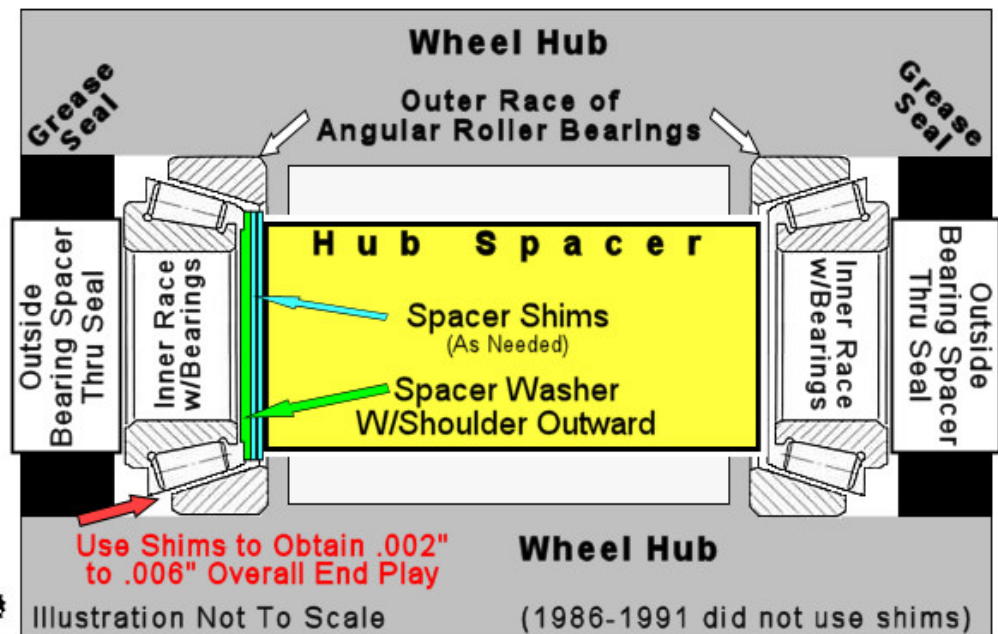 Wheel Hub
Grease
Seal
Outer Race of
Angular Roller Bearings
Grease
Seal
Outside
Bearing Spacer
Thru Seal
Inner Race
w/Bearings
Hub Spacer
Spacer Shims
(As Needed)
Spacer Washer
W/Shoulder Outward
Inner Race
W/Bearings
Outside
Bearing Spacer
Thru Seal
Use Shims to Obtain .002"
to .006" Overall End Play
Wheel Hub
Illustration Not To Scale
(1986-1991 did not use shims)